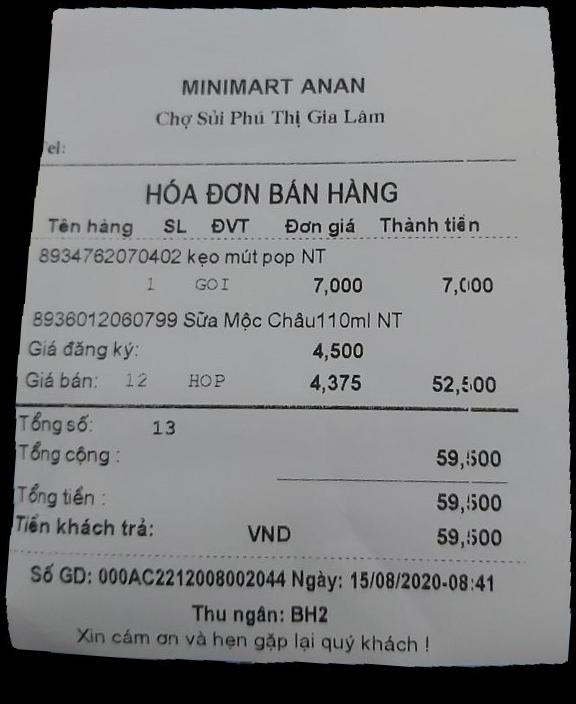 MINIMART ANAN
Chợ Sủi Phú Thị Gia Lâm
Tel:
HÓA ĐƠN BÁN HÀNG
Tên hàng SL ĐVT Đơn giá Thành tiền
8934762070402 kẹo mút pop NT
1 GOI 7,000 7,000
8936012060799 Sữa Mộc Châu110ml NT
Giá đăng ký: 4,500
Giá bán: 12 HOP 4,375 52,500
Tổng số: 13
Tổng cộng : 59,500
Tổng tiền : 59,500
Tiền khách trả: VND 59,500
Số GD: 000AC2212008002044 Ngày: 15/08/2020-08:41
Thu ngân: BH2
Xin cám ơn và hẹn gặp lại quý khách !